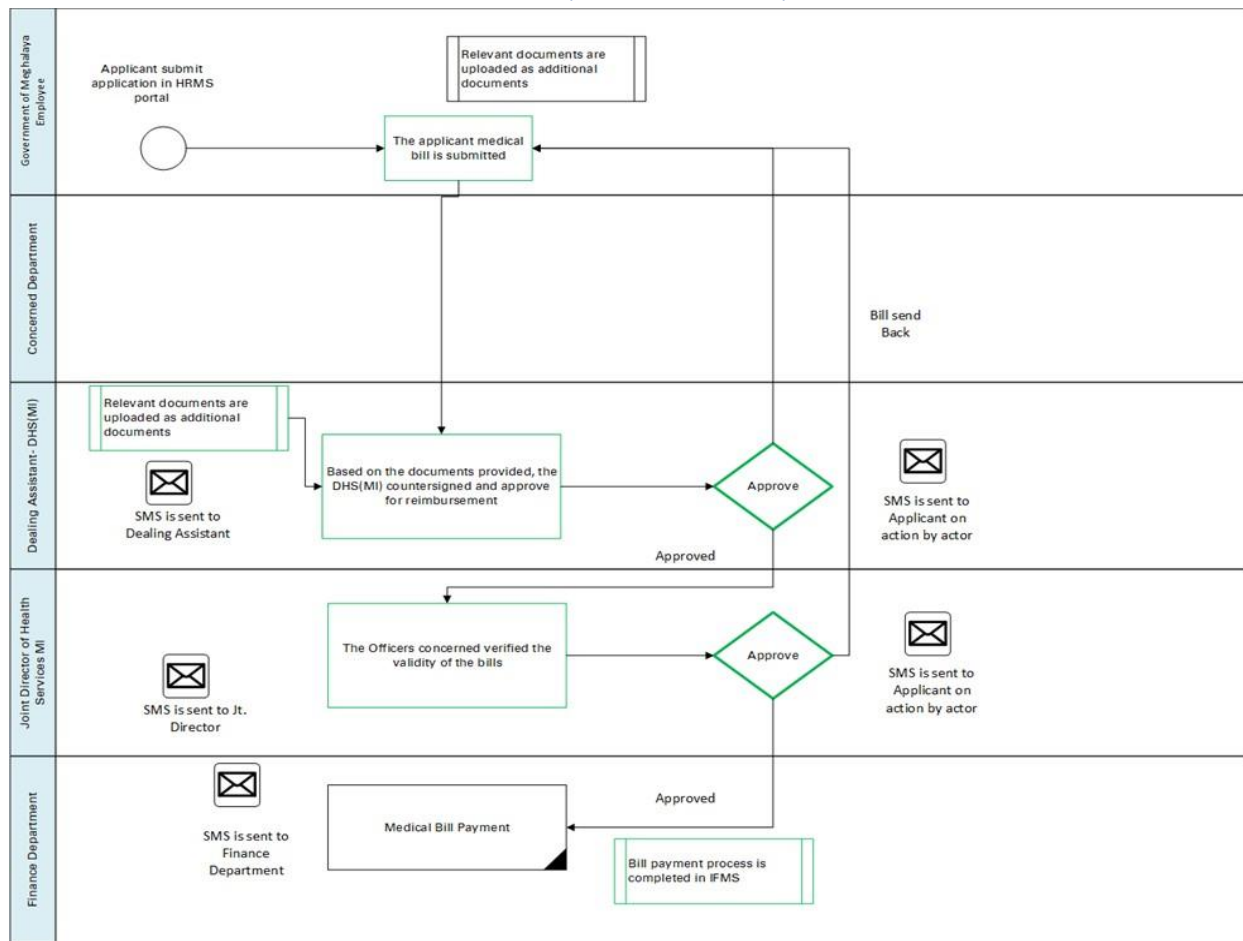 Government of Meghalaya
Employee
Applicant submit
application in HRMS
portal
Relevant documents are
uploaded as additional
documents
The applicant medical
bill is submitted
Concerned Department
Bill send
Back
Dealing Assistant- DHS(MI)
Relevant documents are
uploaded as additional
documents
SMS is sent to
Dealing Assistant
Based on the documents provided, the
DHS(MI) countersigned and approve
for reimbursement
Approve
SMS is sent to
Applicant on
action by actor
Approved
Joint Director of Health
Services MI
SMS is sent to Jt.
Director
The Officers concerned verified the
validity of the bills
Approve
SMS is sent to
Applicant on
action by actor
Finance Department
SMS is sent to
Finance
Department
Medical Bill Payment
Approved
Bill payment process is
completed in IFMS